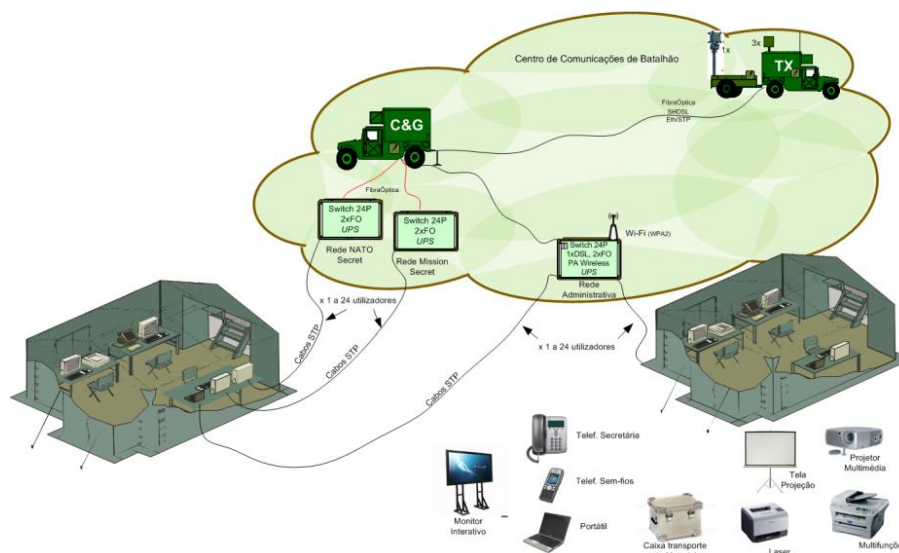 Centro de Comunicações de Batalhão
1x
3x
TX
FibraÓptica
SHDSL
Eth/STP
C&G
FibraÓptica
Switch 24P
2xFO
UPS
Rede NATO
Secret
Switch 24P
2xFO
UPS
Rede Mission
Secret
Wi-Fi (WPA2)
Switch 24P
1xDSL, 2xFO
PA Wireless
UPS
Rede
Administrativa
x 1 a 24 utilizadores
x 1 a 24 utilizadores
Cabos STP
Cabos STP
Cabos STP
Telef. Secretária
Telef. Sem-fios
Portátil
Monitor
Interativo
Caixa transporte
Tela
Projeção
Projetor
Multimédia
Laser
Multifunçõ